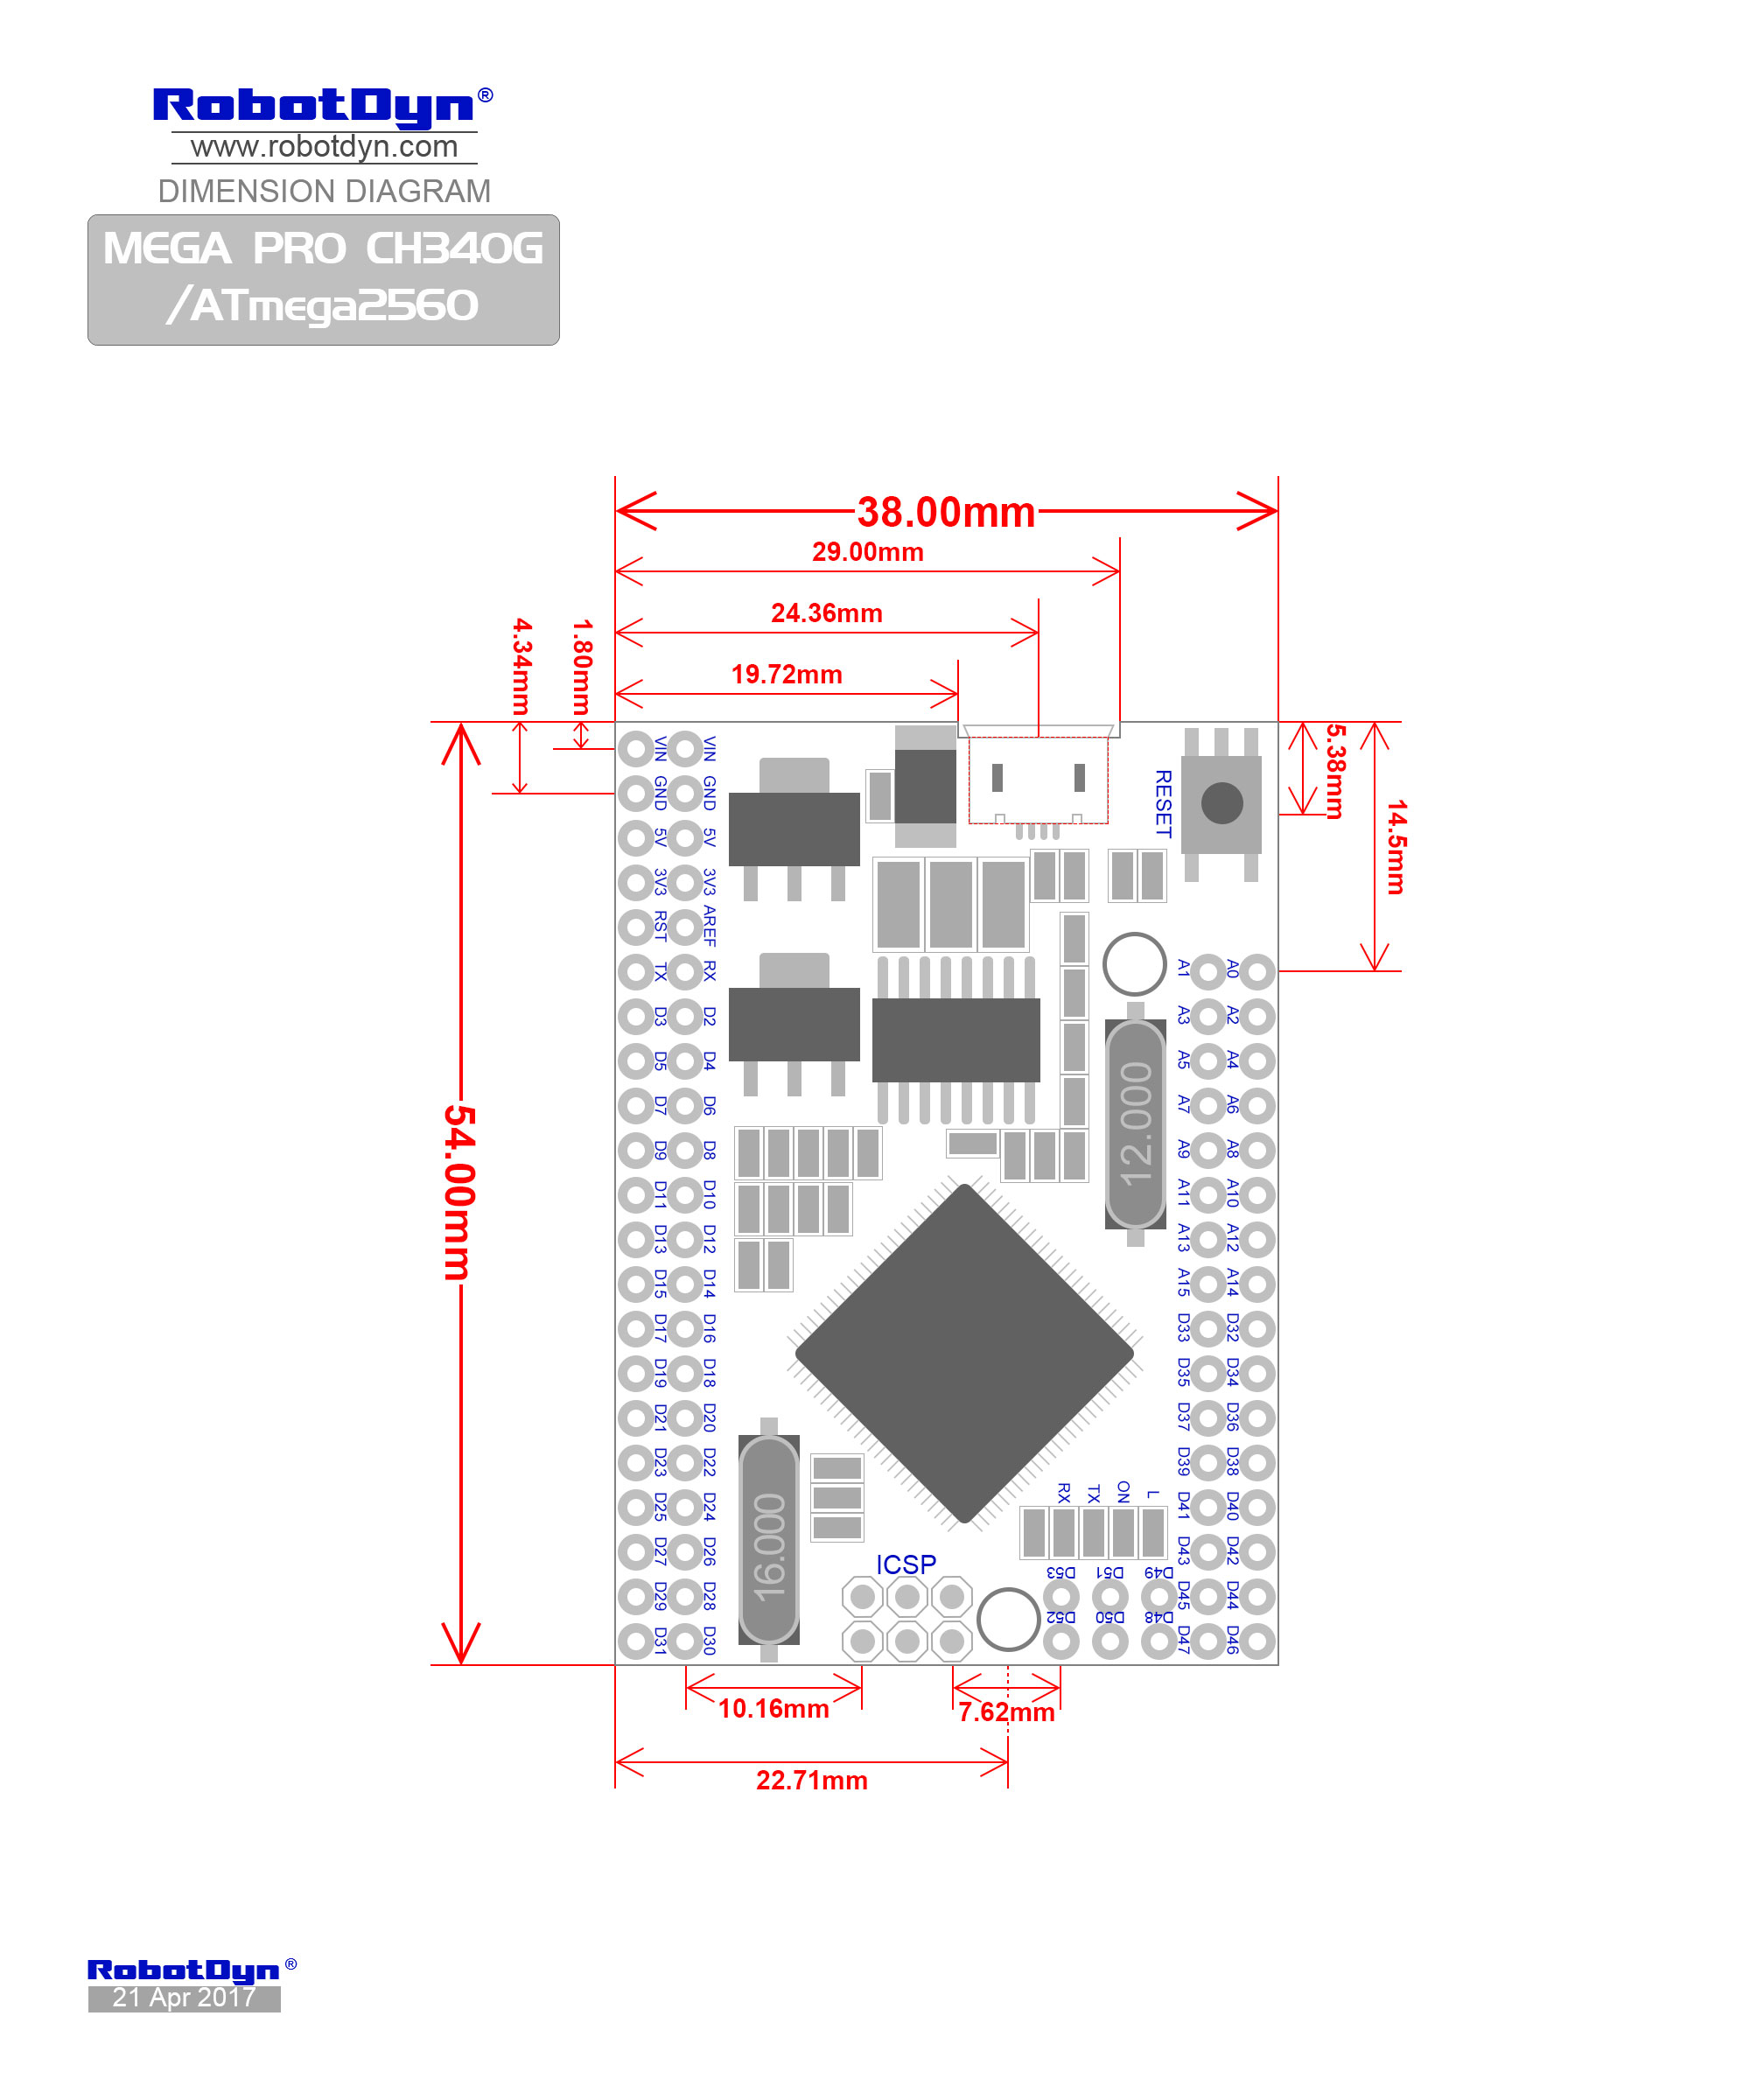 RobotDyn®
www.robotdyn.com
DIMENSION DIAGRAM
MEGA PRO CH340G
/ATmega2560
38.00mm
29.00mm
24.36mm
19.72mm
4.34mm
1.80mm
5.38mm
14.5mm
54.00mm
RESET
VIN VIN
GND GND
5V 5V
3V3 3V3
RST AREF
TX RX A1 A0
D3 D2 A3 A2
D5 D4 A5 A4
D7 D6 A7 A6
D9 D8 A9 A8
D11 D10 A11 A10
D13 D12 A13 A12
D15 D14 A15 A14
D17 D16 D33 D32
D19 D18 D35 D34
D21 D20 D37 D36
D23 D22 D39 D38
D25 D24 D41 D40
D27 D26 D43 D42
D29 D28 D45 D44
D31 D30 D47 D46
12.000
16.000
RX TX ON L
ICSP
D53 D51 D49
D52 D50 D48
10.16mm
7.62mm
22.71mm
RobotDyn®
21 Apr 2017